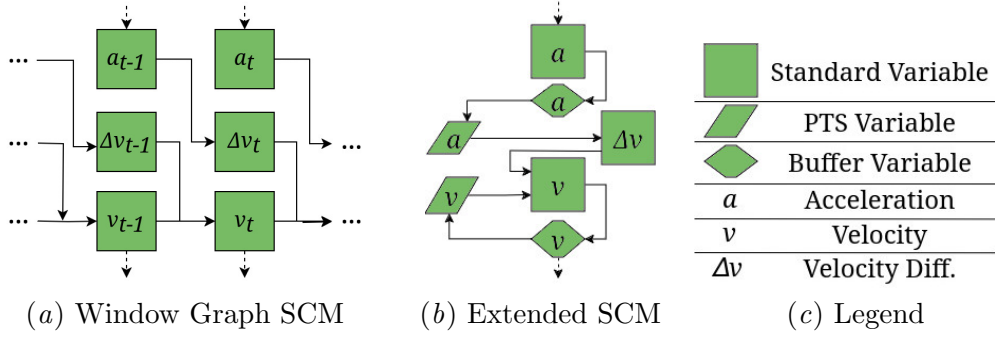 a_{t-1} a_t
...
Δv_{t-1} Δv_t
... ...
v_{t-1} v_t
... ...
(a) Window Graph SCM
a
a
a Δv
v
v
v
(b) Extended SCM
Standard Variable
PTS Variable
Buffer Variable
a Acceleration
v Velocity
Δv Velocity Diff.
(c) Legend